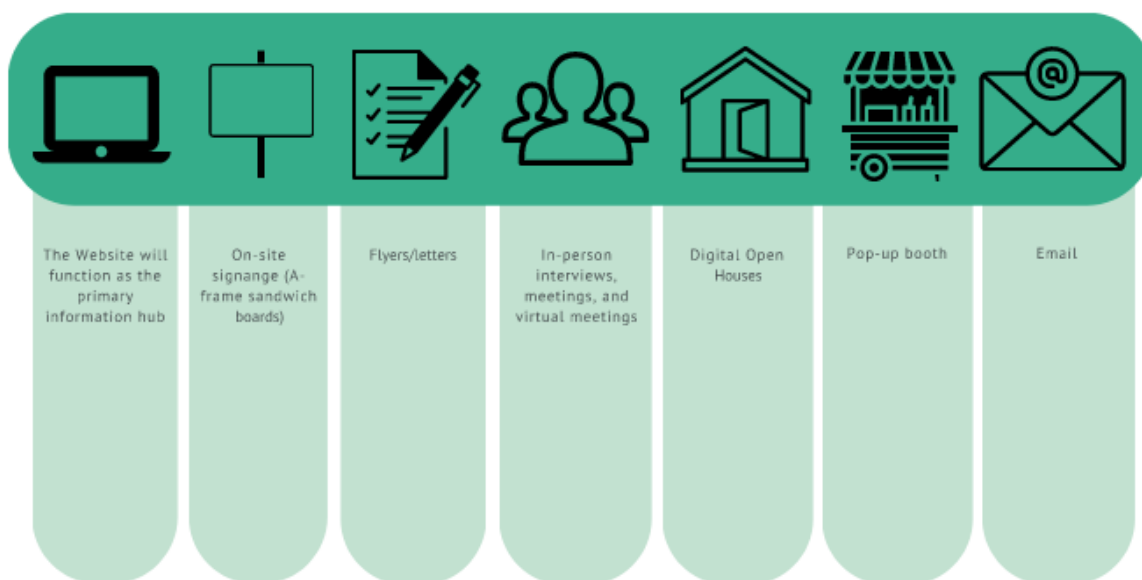 The Website will
function as the
primary
information hub
On-site
signange (A-
frame sandwich
boards)
Flyers/letters
In-person
interviews,
meetings, and
virtual meetings
Digital Open
Houses
Pop-up booth
Email
@